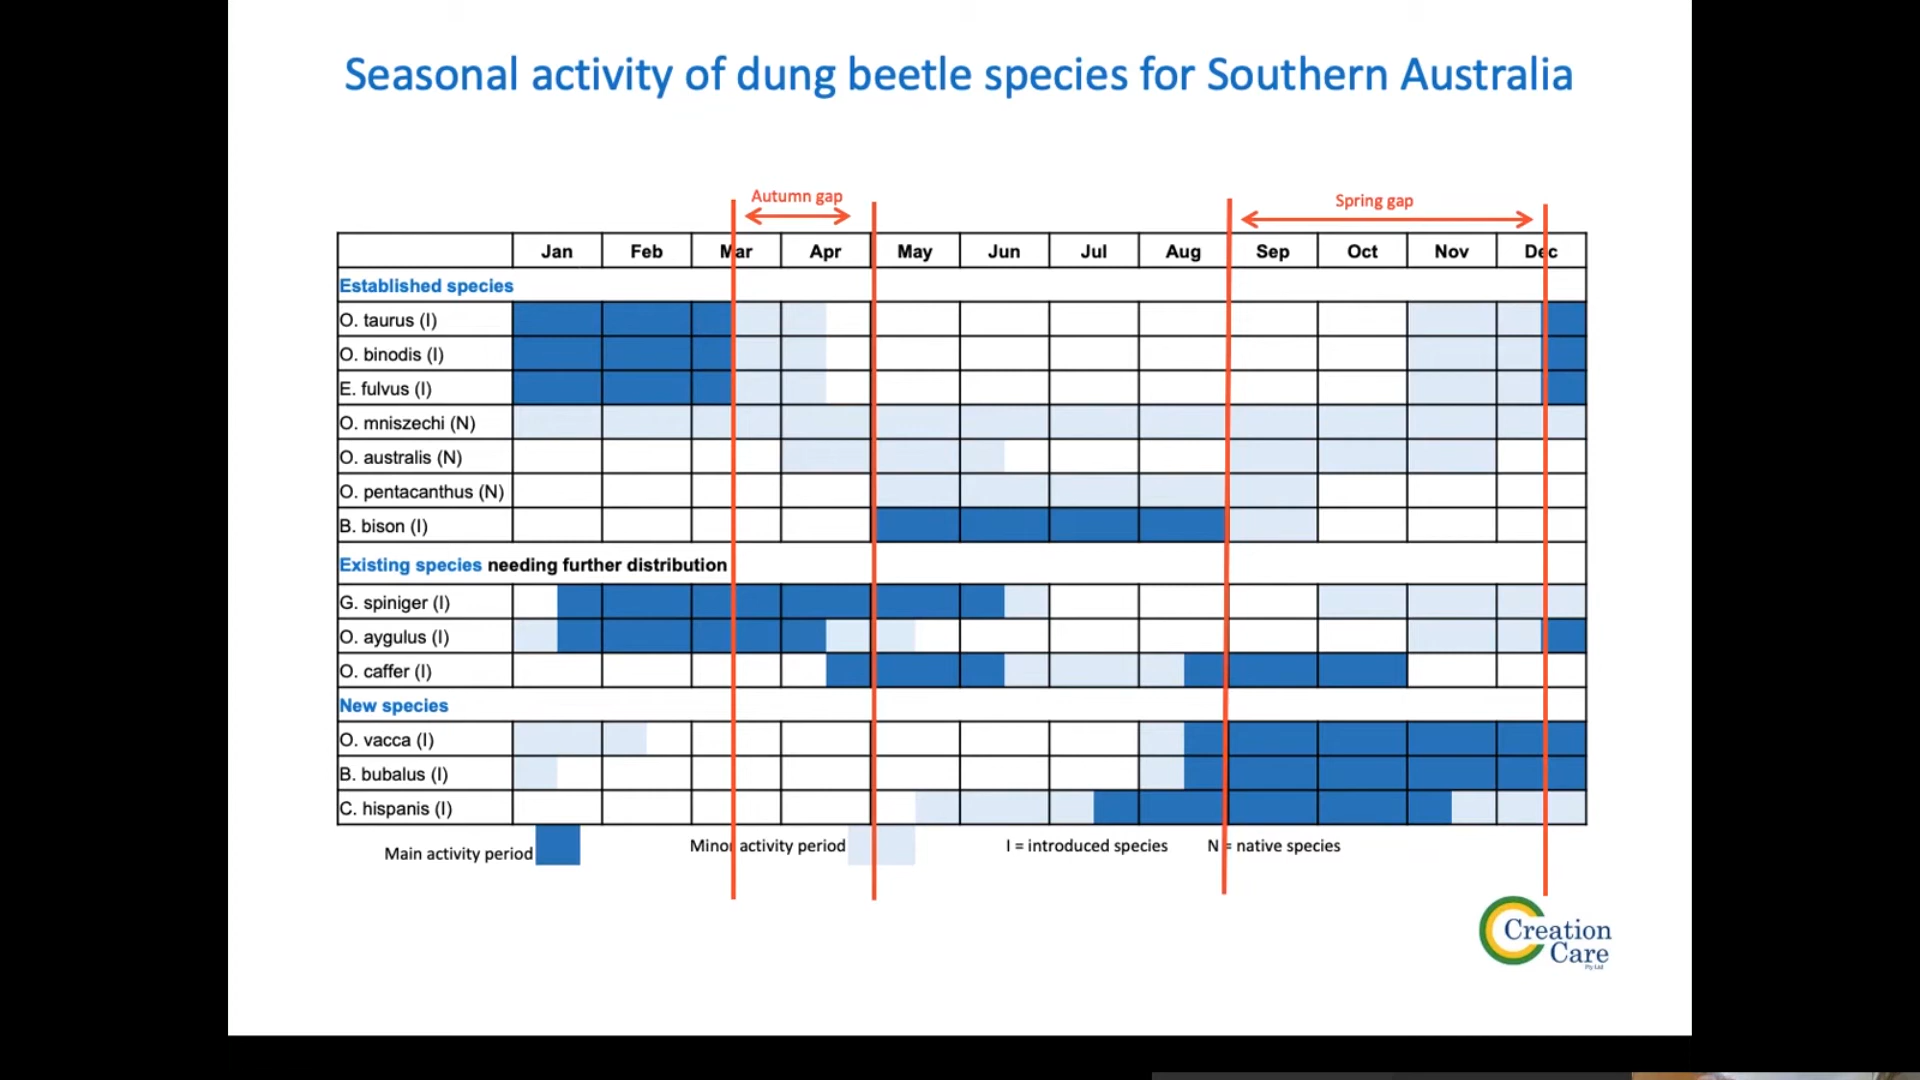 Seasonal activity of dung beetle species for Southern Australia
Autumn gap
Spring gap
Jan Feb Mar Apr May Jun Jul Aug Sep Oct Nov Dec
Established species
O. taurus (I)
O. binodis (I)
E. fulvus (I)
O. mniszechi (N)
O. australis (N)
O. pentacanthus (N)
B. bison (I)
Existing species needing further distribution
G. spiniger (I)
O. aygulus (I)
O. caffer (I)
New species
O. vacca (I)
B. bubalus (I)
C. hispanis (I)
Main activity period
Minor activity period
I = introduced species
N = native species
Creation
Care
Pty Ltd